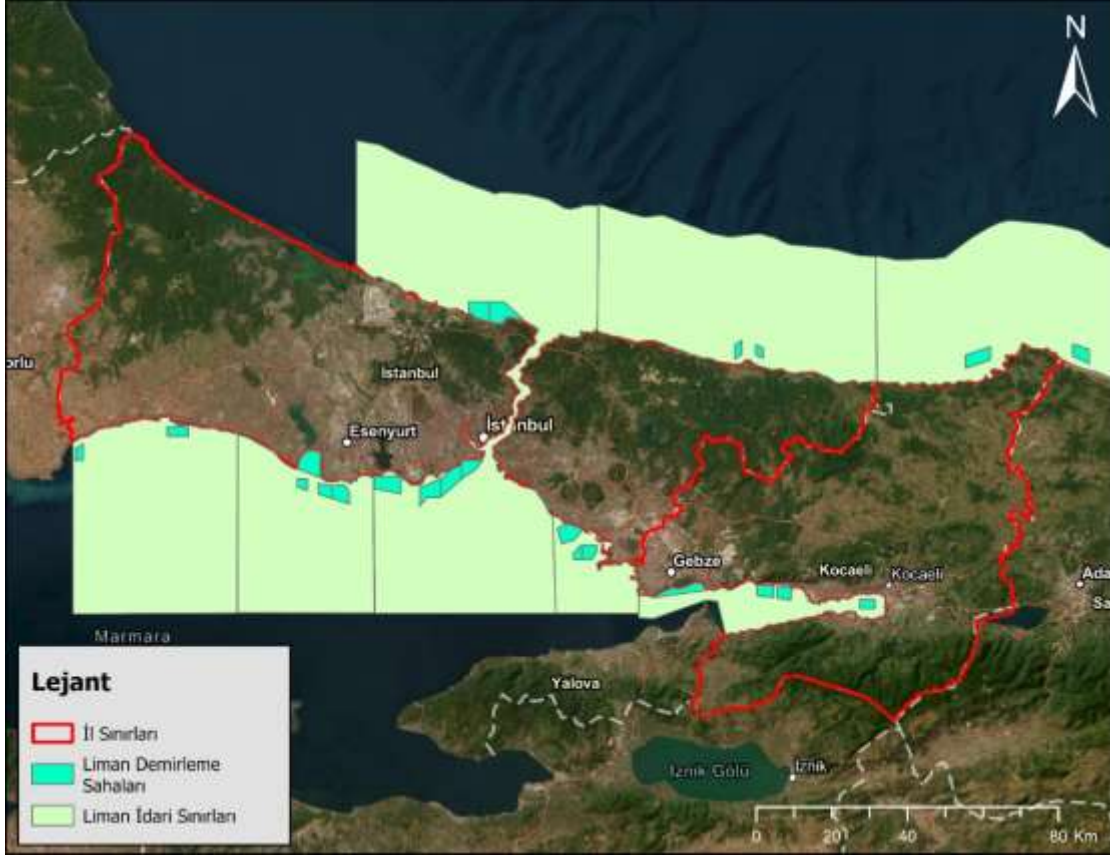 N
orlu
İstanbul
Esenyurt
İstanbul
Gebze
Kocaeli
Kocaeli
Ada
Sa
Marmara
Yalova
İznik Gölü
İznik
Lejant
İl Sınırları
Liman Demirleme
Sahaları
Liman İdari Sınırları
0 20 40 80 Km